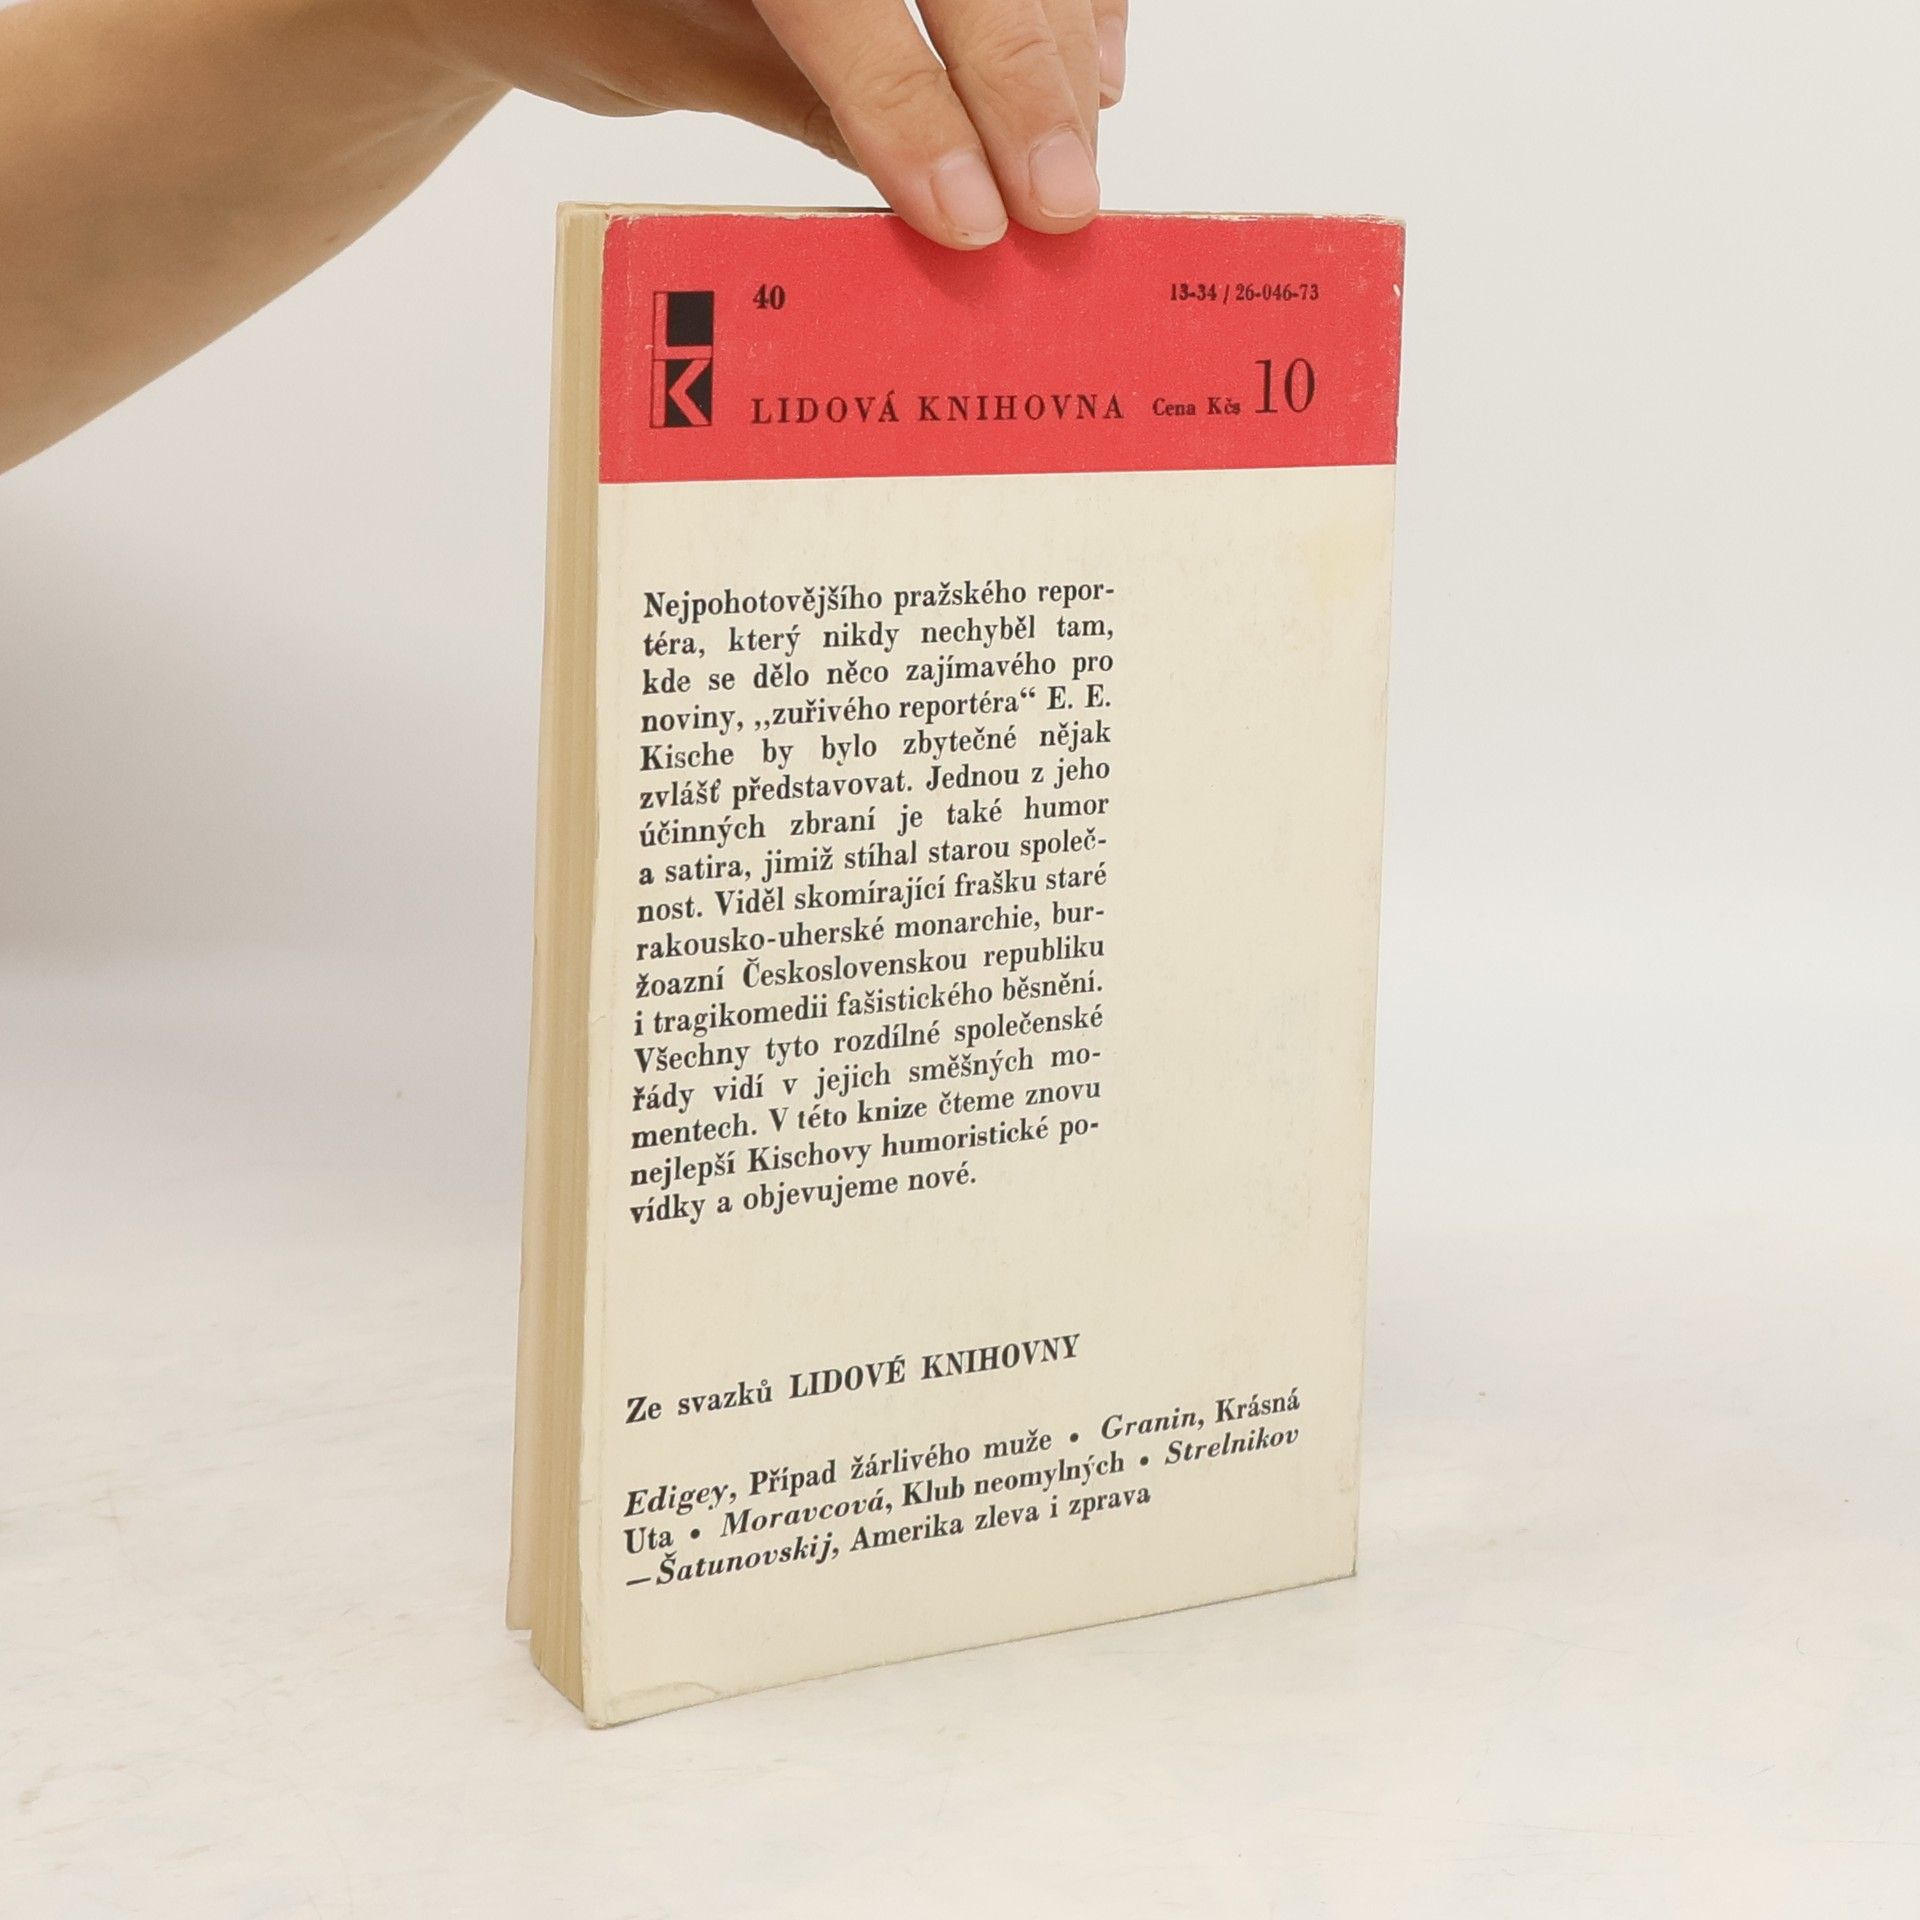 40
13-34 / 26-046-73
LK
LIDOVÁ KNIHOVNA Cena Kčs 10
Nejpohotovějšího pražského repor-
téra, který nikdy nechyběl tam,
kde se dělo něco zajímavého pro
noviny, ,,zuřivého reportéra“ E. E.
Kische by bylo zbytečné nějak
zvlášť představovat. Jednou z jeho
účinných zbraní je také humor
a satira, jimiž stíhal starou společ-
nost. Viděl skomírající frašku staré
rakousko-uherské monarchie, bur-
žoazní Československou republiku
i tragikomedii fašistického běsnění.
Všechny tyto rozdílné společenské
řády vidí v jejich směšných mo-
mentech. V této knize čteme znovu
nejlepší Kischovy humoristické po-
vídky a objevujeme nové.
Ze svazků LIDOVÉ KNIHOVNY
Edigey, Případ žárlivého muže • Granin, Krásná
Uta • Moravcová, Klub neomylných • Strelnikov
—Šatunovskij, Amerika zleva i zprava